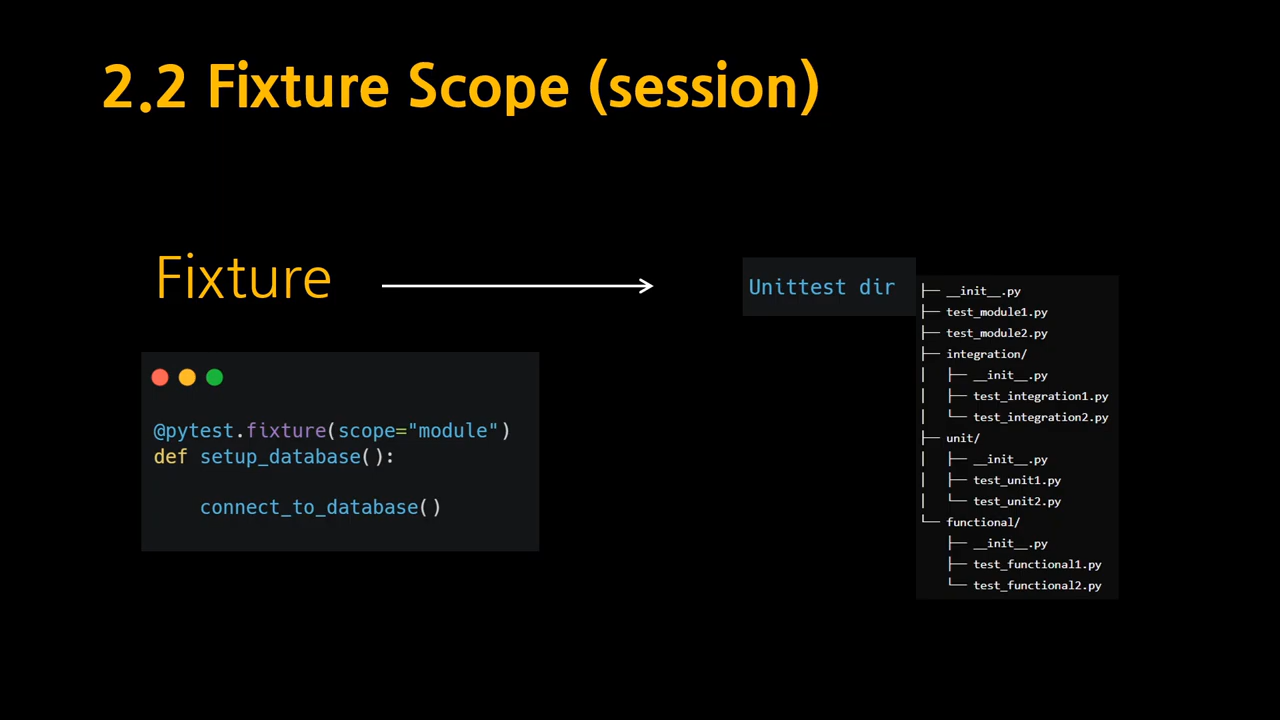 2.2 Fixture Scope (session)
Fixture
@pytest.fixture(scope="module")
def setup_database():
connect_to_database()
Unittest dir
├── __init__.py
├── test_module1.py
├── test_module2.py
├── integration/
│   ├── __init__.py
│   ├── test_integration1.py
│   └── test_integration2.py
├── unit/
│   ├── __init__.py
│   ├── test_unit1.py
│   └── test_unit2.py
└── functional/
    ├── __init__.py
    ├── test_functional1.py
    └── test_functional2.py